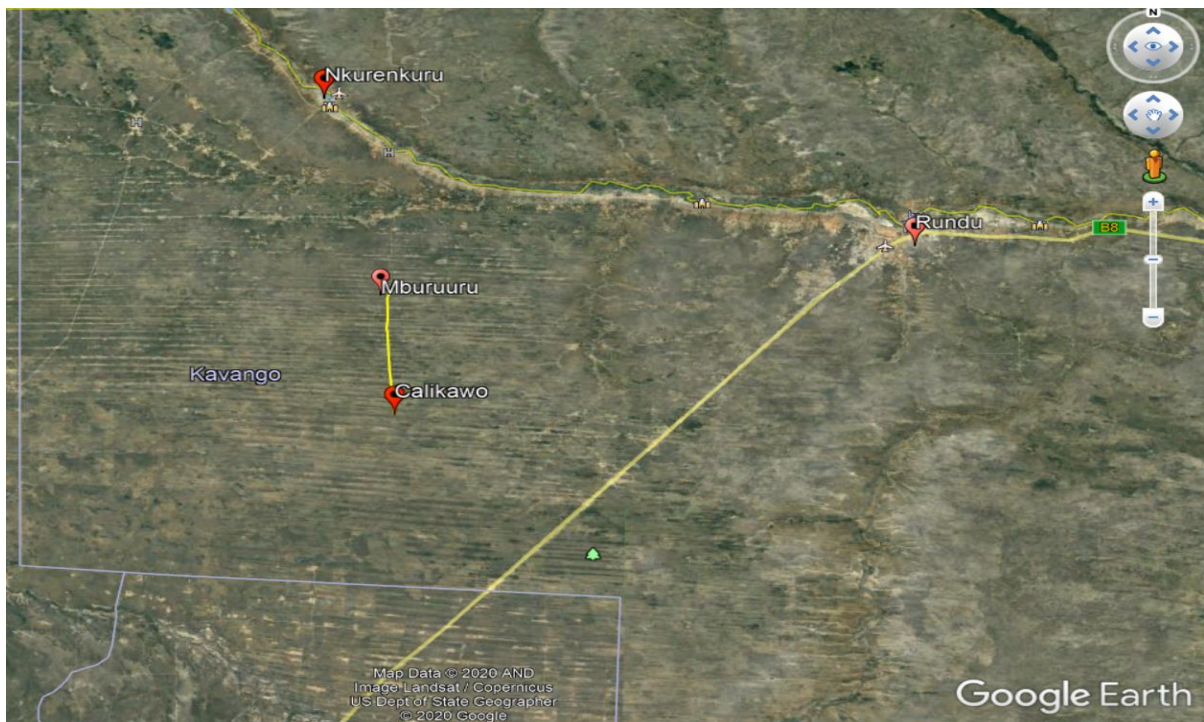 N
Nkurenkuru
Rundu
B8
Mburuuru
Kavango
Calikawo
Map Data © 2020 AND
Image Landsat / Copernicus
US Dept of State Geographer
© 2020 Google
Google Earth